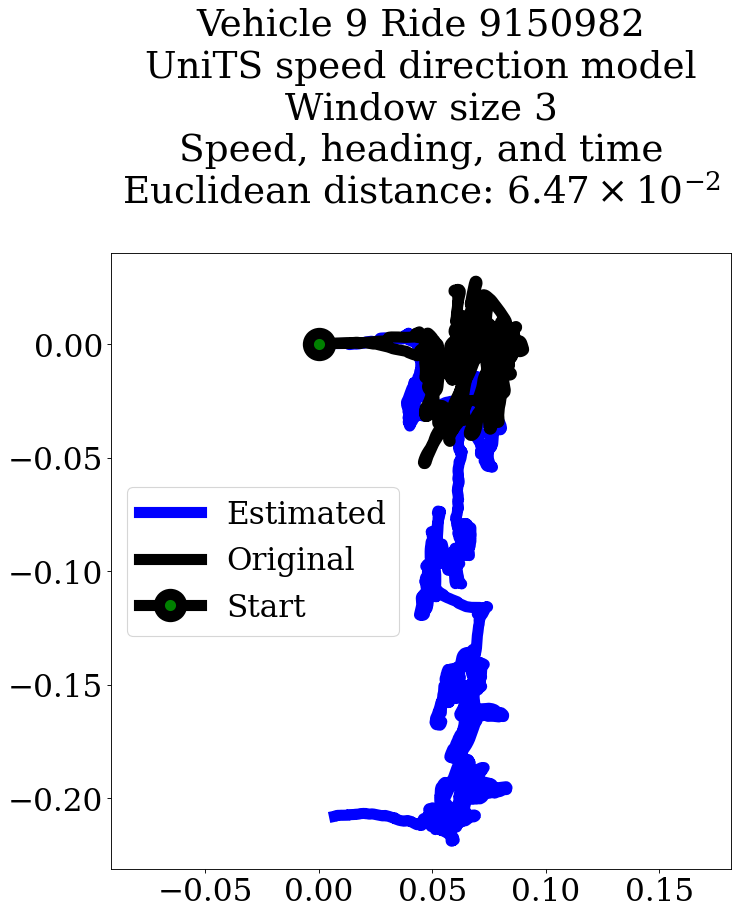 Vehicle 9 Ride 9150982
UniTS speed direction model
Window size 3
Speed, heading, and time
Euclidean distance: 6.47 × 10⁻²
0.00
−0.05
Estimated
Original
−0.10
Start
−0.15
−0.20
−0.05 0.00 0.05 0.10 0.15